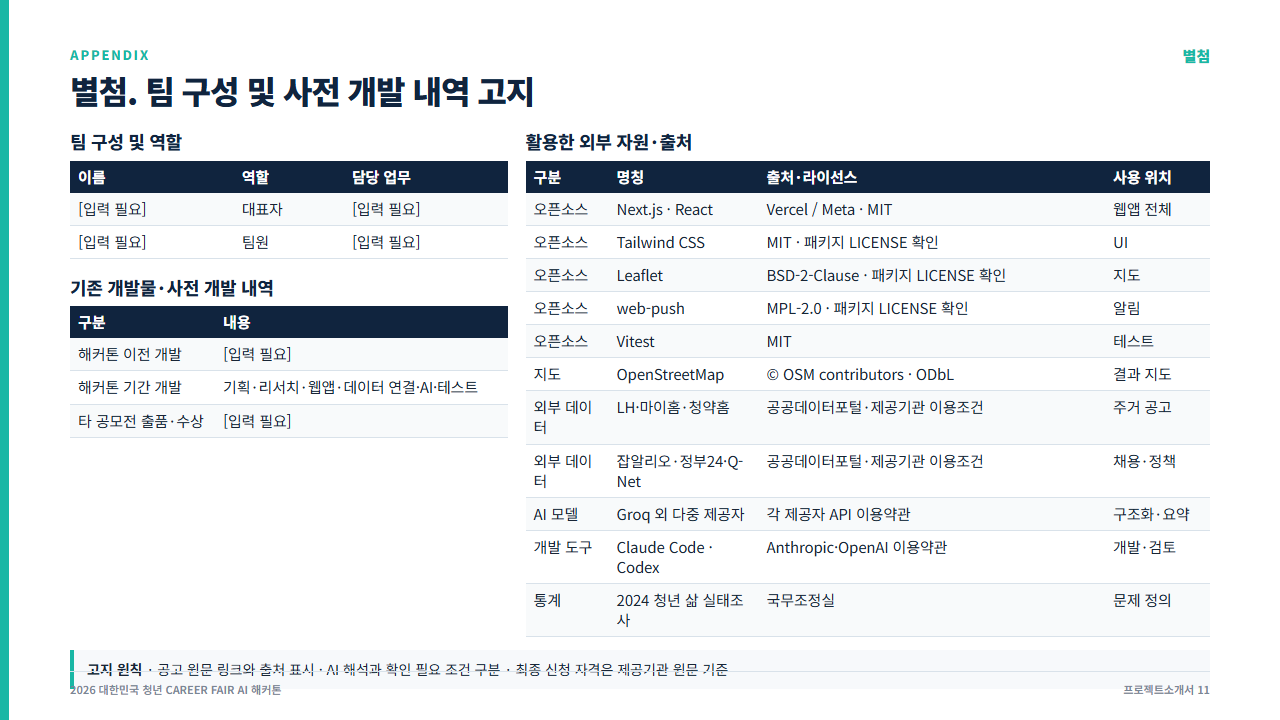 APPENDIX
별첨
별첨. 팀 구성 및 사전 개발 내역 고지
팀 구성 및 역할
이름 역할 담당 업무
[입력 필요] 대표자 [입력 필요]
[입력 필요] 팀원 [입력 필요]
기존 개발물·사전 개발 내역
구분 내용
해커톤 이전 개발 [입력 필요]
해커톤 기간 개발 기획·리서치·웹앱·데이터 연결·AI·테스트
타 공모전 출품·수상 [입력 필요]
활용한 외부 자원·출처
구분 명칭 출처·라이선스 사용 위치
오픈소스 Next.js · React Vercel / Meta · MIT 웹앱 전체
오픈소스 Tailwind CSS MIT · 패키지 LICENSE 확인 UI
오픈소스 Leaflet BSD-2-Clause · 패키지 LICENSE 확인 지도
오픈소스 web-push MPL-2.0 · 패키지 LICENSE 확인 알림
오픈소스 Vitest MIT 테스트
지도 OpenStreetMap © OSM contributors · ODbL 결과 지도
외부 데이 LH·마이홈·청약홈 공공데이터포털·제공기관 이용조건 주거 공고
터
외부 데이 잡알리오·정부24·Q- 공공데이터포털·제공기관 이용조건 채용·정책
터 Net
AI 모델 Groq 외 다중 제공자 각 제공자 API 이용약관 구조화·요약
개발 도구 Claude Code · Anthropic·OpenAI 이용약관 개발·검토
Codex
통계 2024 청년 삶 실태조 국무조정실 문제 정의
사
고지 원칙 · 공고 원문 링크와 출처 표시 · AI 해석과 확인 필요 조건 구분 · 최종 신청 자격은 제공기관 원문 기준
2026 대한민국 청년 CAREER FAIR AI 해커톤
프로젝트소개서 11